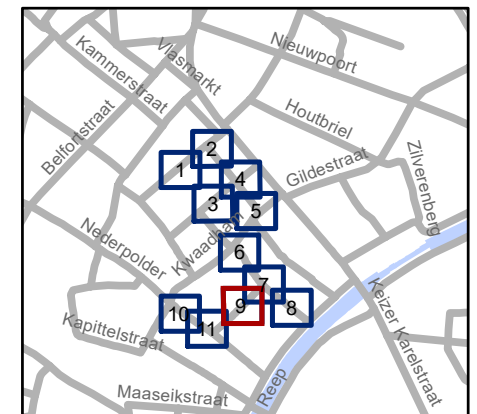 Vlasmarkt
Nieuwpoort
Kammerstraat
Houtbriel
Belfortstraat
Zilverenberg
2
1
4
Gildestraat
3
5
Kwaadham
Nederpolder
6
7
9
8
10
11
Keizer Karelstraat
Kapittelstraat
Maaseikstraat
Reep